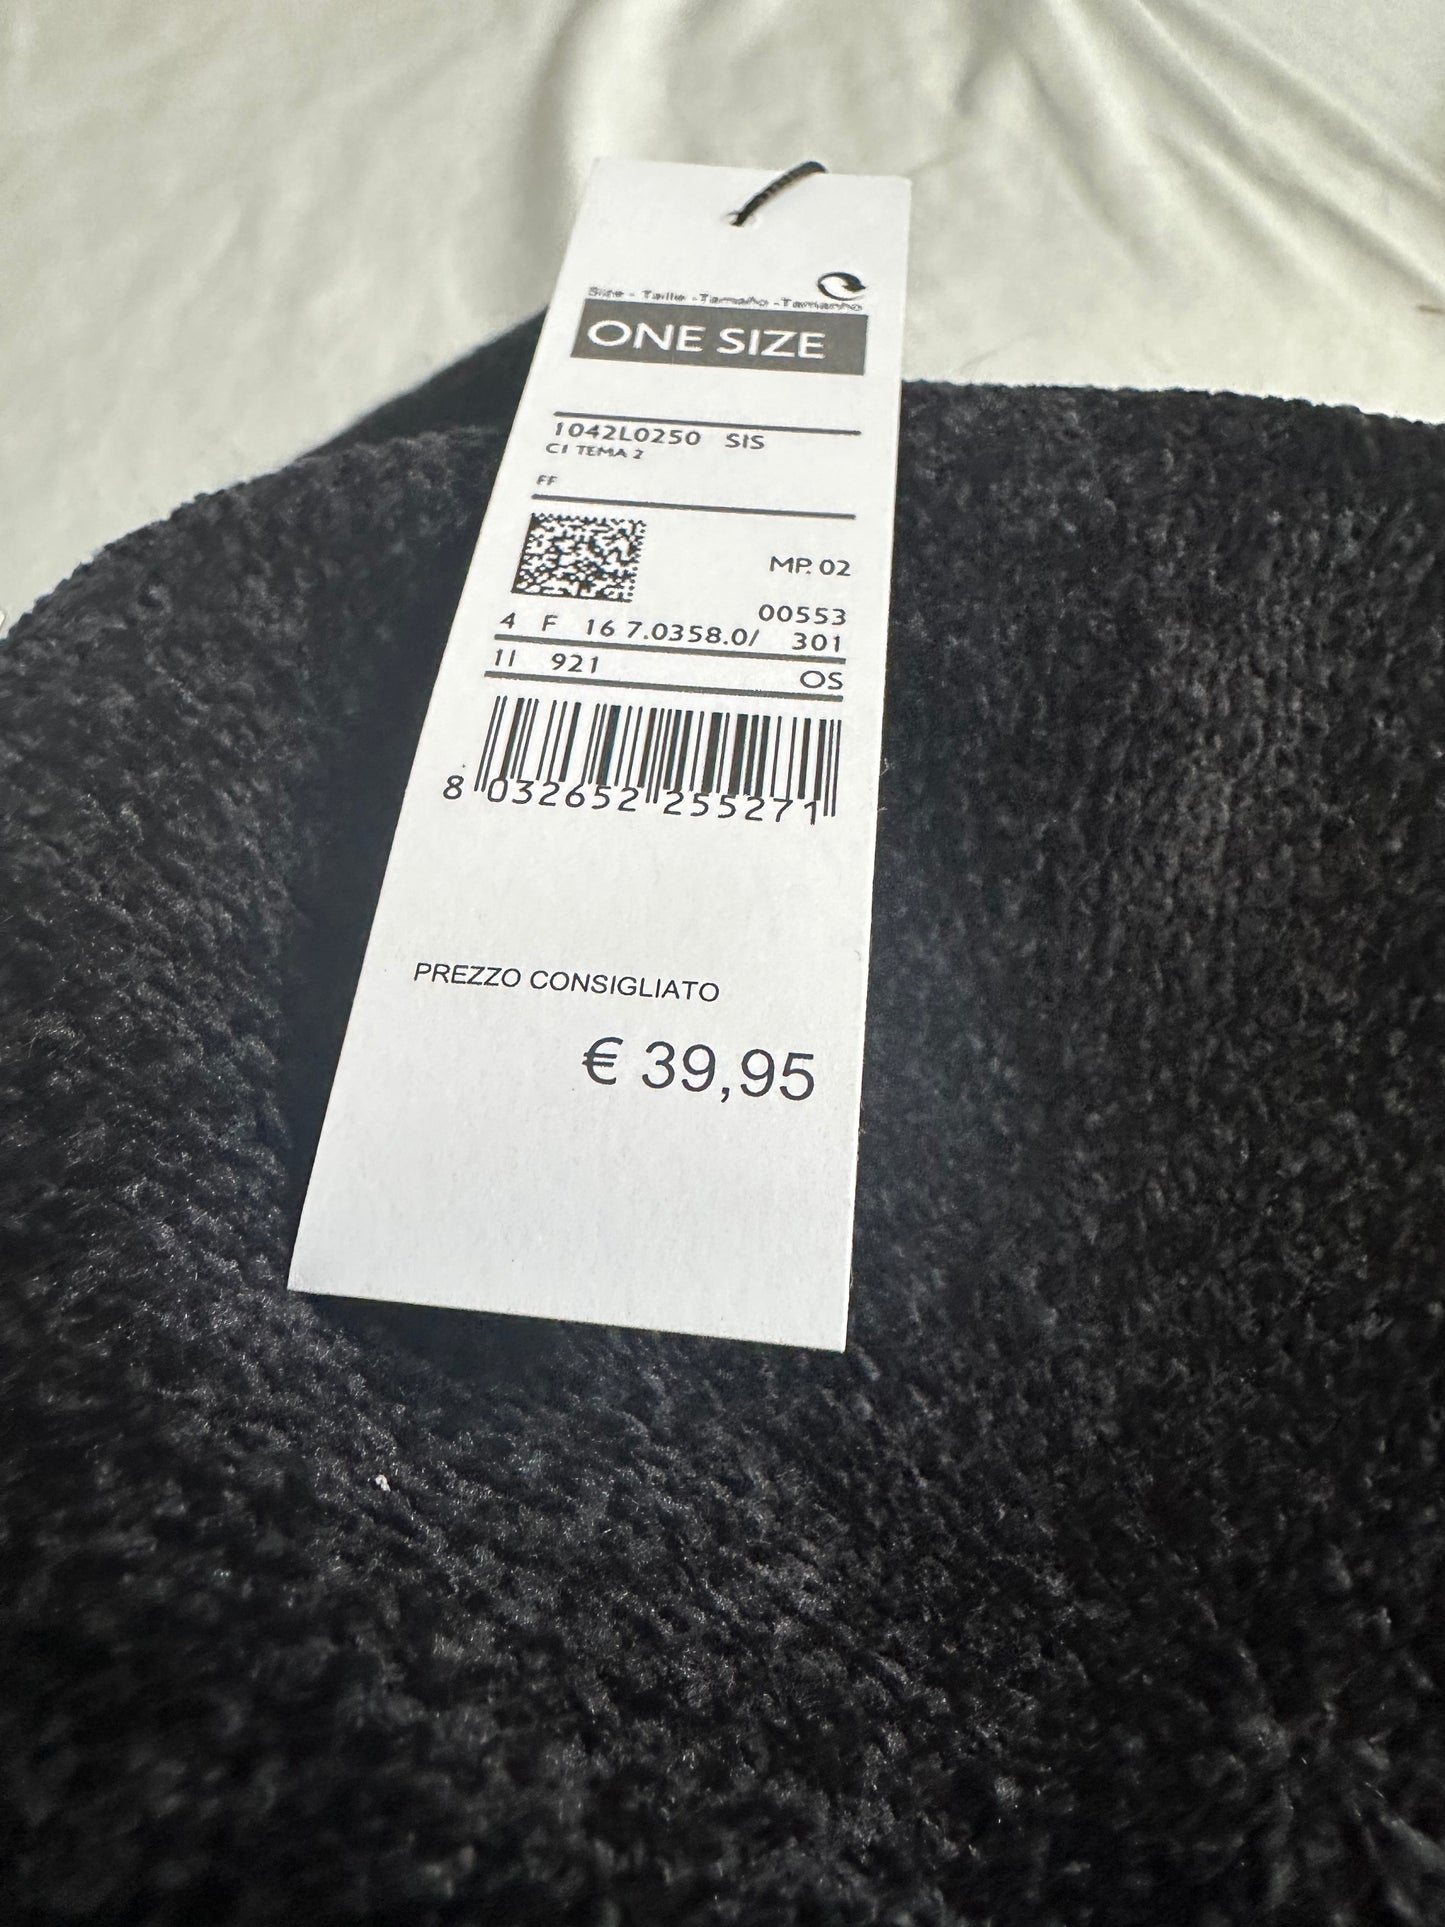 Size - Taille - Tamaño - Tamanho
ONE SIZE
1042L0250 SIS
CI TEMA 2
FF
MP. 02
00553
4 F 16 7.0358.0/ 301
1I 921 OS
8 032652 255271
PREZZO CONSIGLIATO
€ 39,95